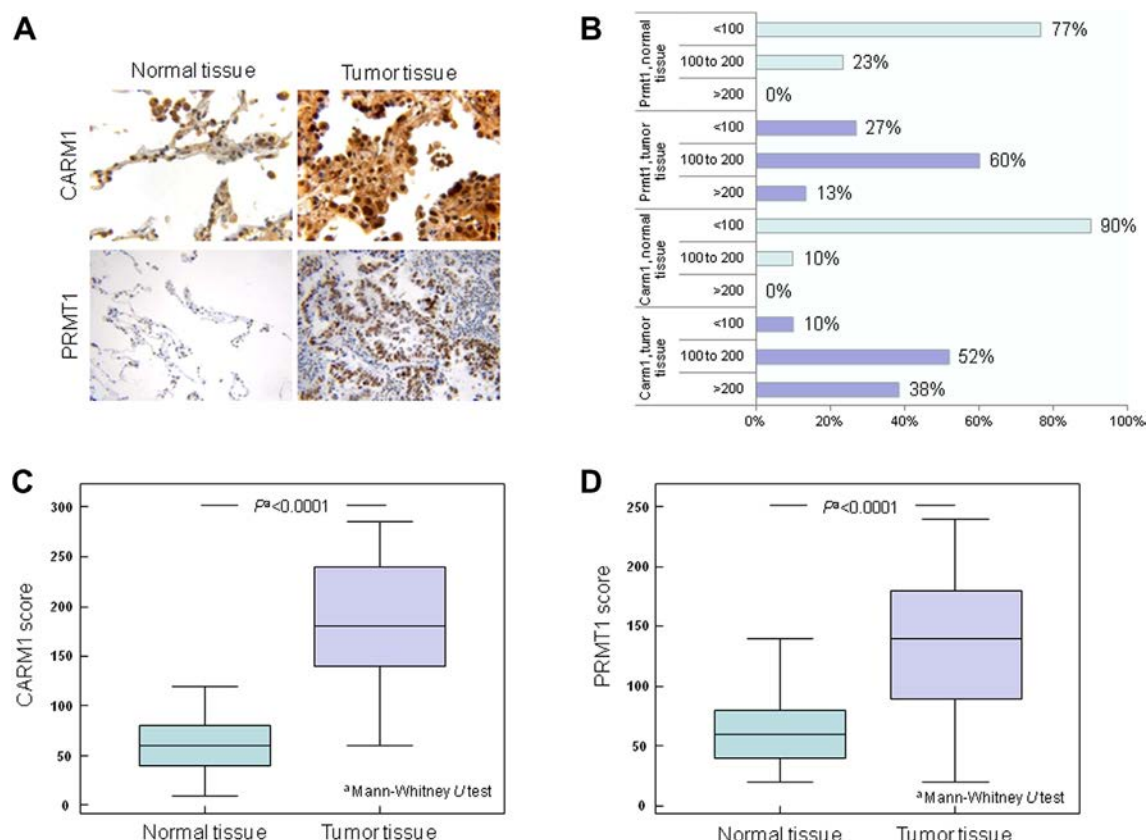 A
Normal tissue
Tumor tissue
CARM1
PRMT1
B
Prmt1,normal
tissue
<100
77%
100 to 200
23%
>200
0%
Prmt1,tumor
tissue
<100
27%
100 to 200
60%
>200
13%
Carm1,normal
tissue
<100
90%
100 to 200
10%
>200
0%
Carm1,tumor
tissue
<100
10%
100 to 200
52%
>200
38%
0%
20%
40%
60%
80%
100%
C
CARM1 score
300
250
200
150
100
50
0
Pª<0.0001
ª Mann-Whitney U test
Normal tissue
Tumor tissue
D
PRMT1 score
250
200
150
100
50
0
Pª<0.0001
ª Mann-Whitney U test
Normal tissue
Tumor tissue